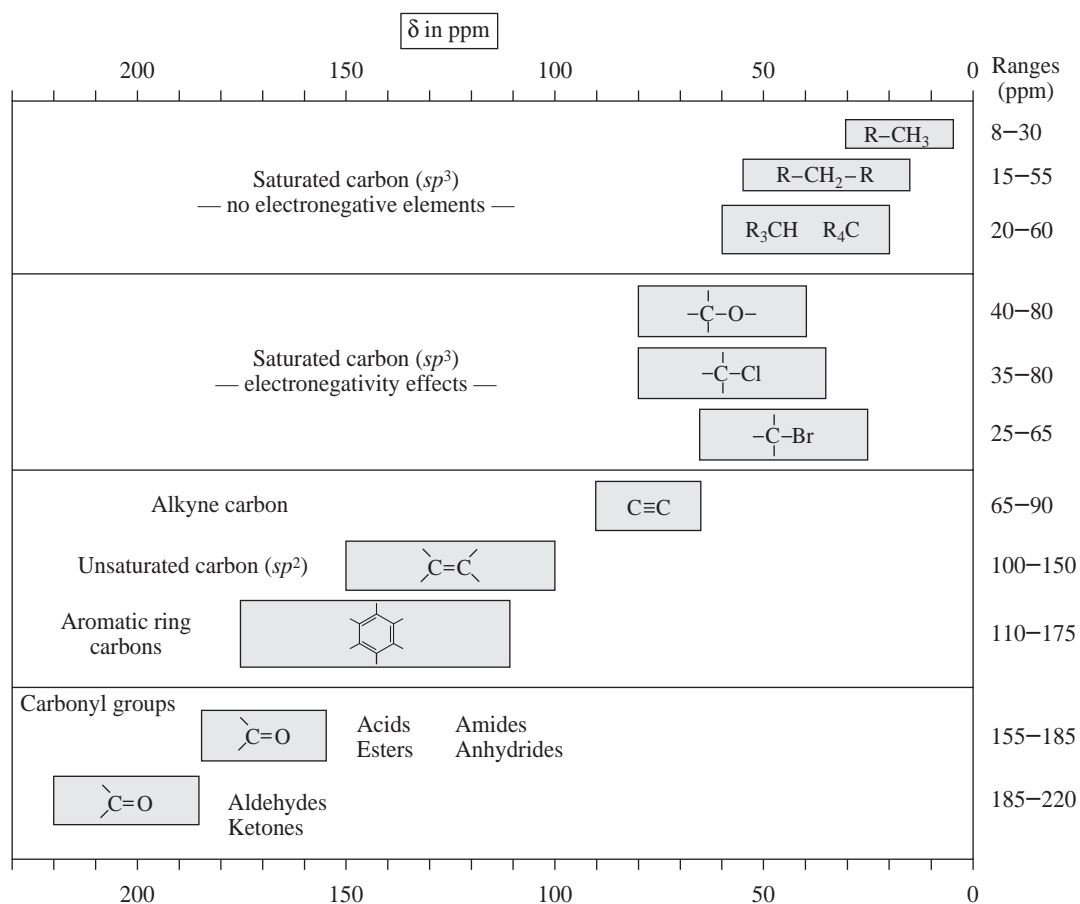 δ in ppm
200 150 100 50 0 Ranges
(ppm)
R–CH₃ 8–30
Saturated carbon (sp³) R–CH₂–R 15–55
— no electronegative elements —
R₃CH R₄C 20–60
–C–O– 40–80
Saturated carbon (sp³)
— electronegativity effects — –C–Cl 35–80
–C–Br 25–65
Alkyne carbon C≡C 65–90
Unsaturated carbon (sp²) C=C 100–150
Aromatic ring
carbons 110–175
Carbonyl groups
C=O Acids Amides 155–185
Esters Anhydrides
C=O Aldehydes 185–220
Ketones
200 150 100 50 0